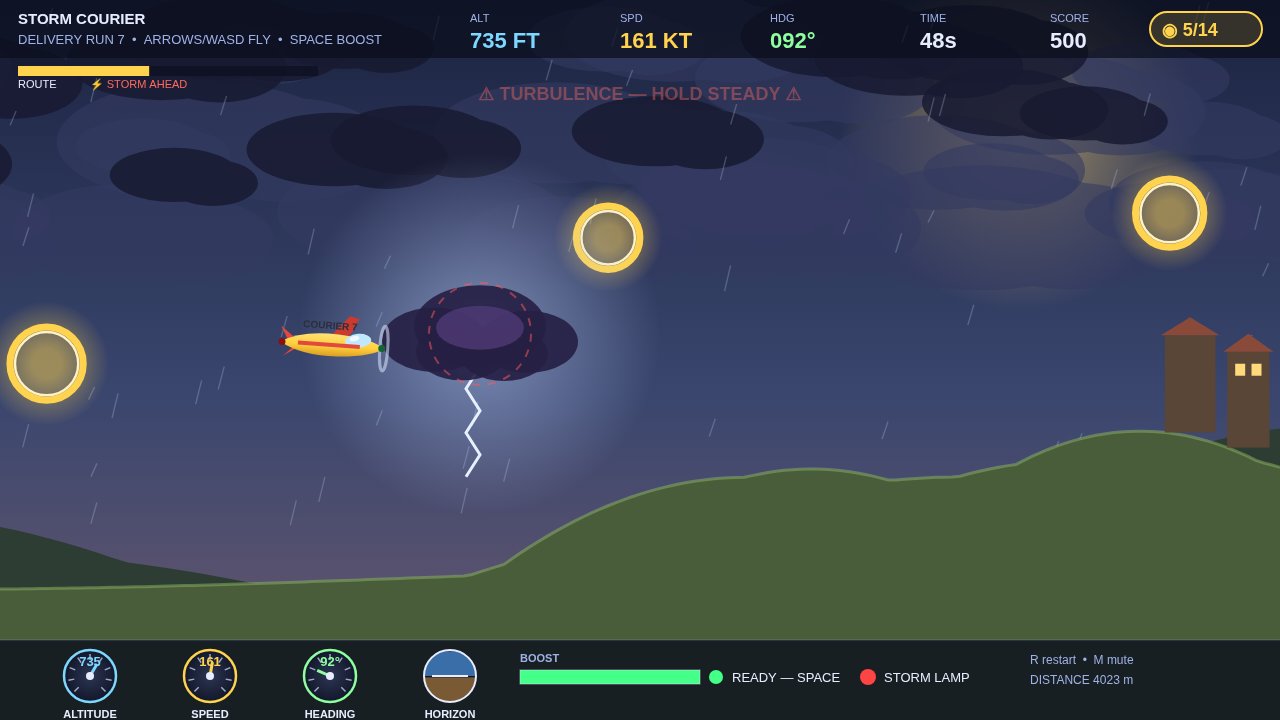 STORM COURIER
DELIVERY RUN 7 • ARROWS/WASD FLY • SPACE BOOST
ALT
735 FT
SPD
161 KT
HDG
092°
TIME
48s
SCORE
500
◉ 5/14
ROUTE
⚡ STORM AHEAD
⚠ TURBULENCE — HOLD STEADY ⚠
COURIER 7
735
161
92°
ALTITUDE
SPEED
HEADING
HORIZON
BOOST
READY — SPACE
STORM LAMP
R restart • M mute
DISTANCE 4023 m